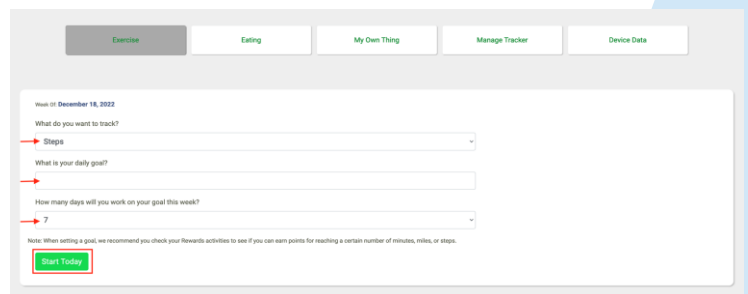 Exercise
Eating
My Own Thing
Manage Tracker
Device Data
Week Of: December 18, 2022
What do you want to track?
Steps
What is your daily goal?
How many days will you work on your goal this week?
7
Note: When setting a goal, we recommend you check your Rewards activities to see if you can earn points for reaching a certain number of minutes, miles, or steps.
Start Today